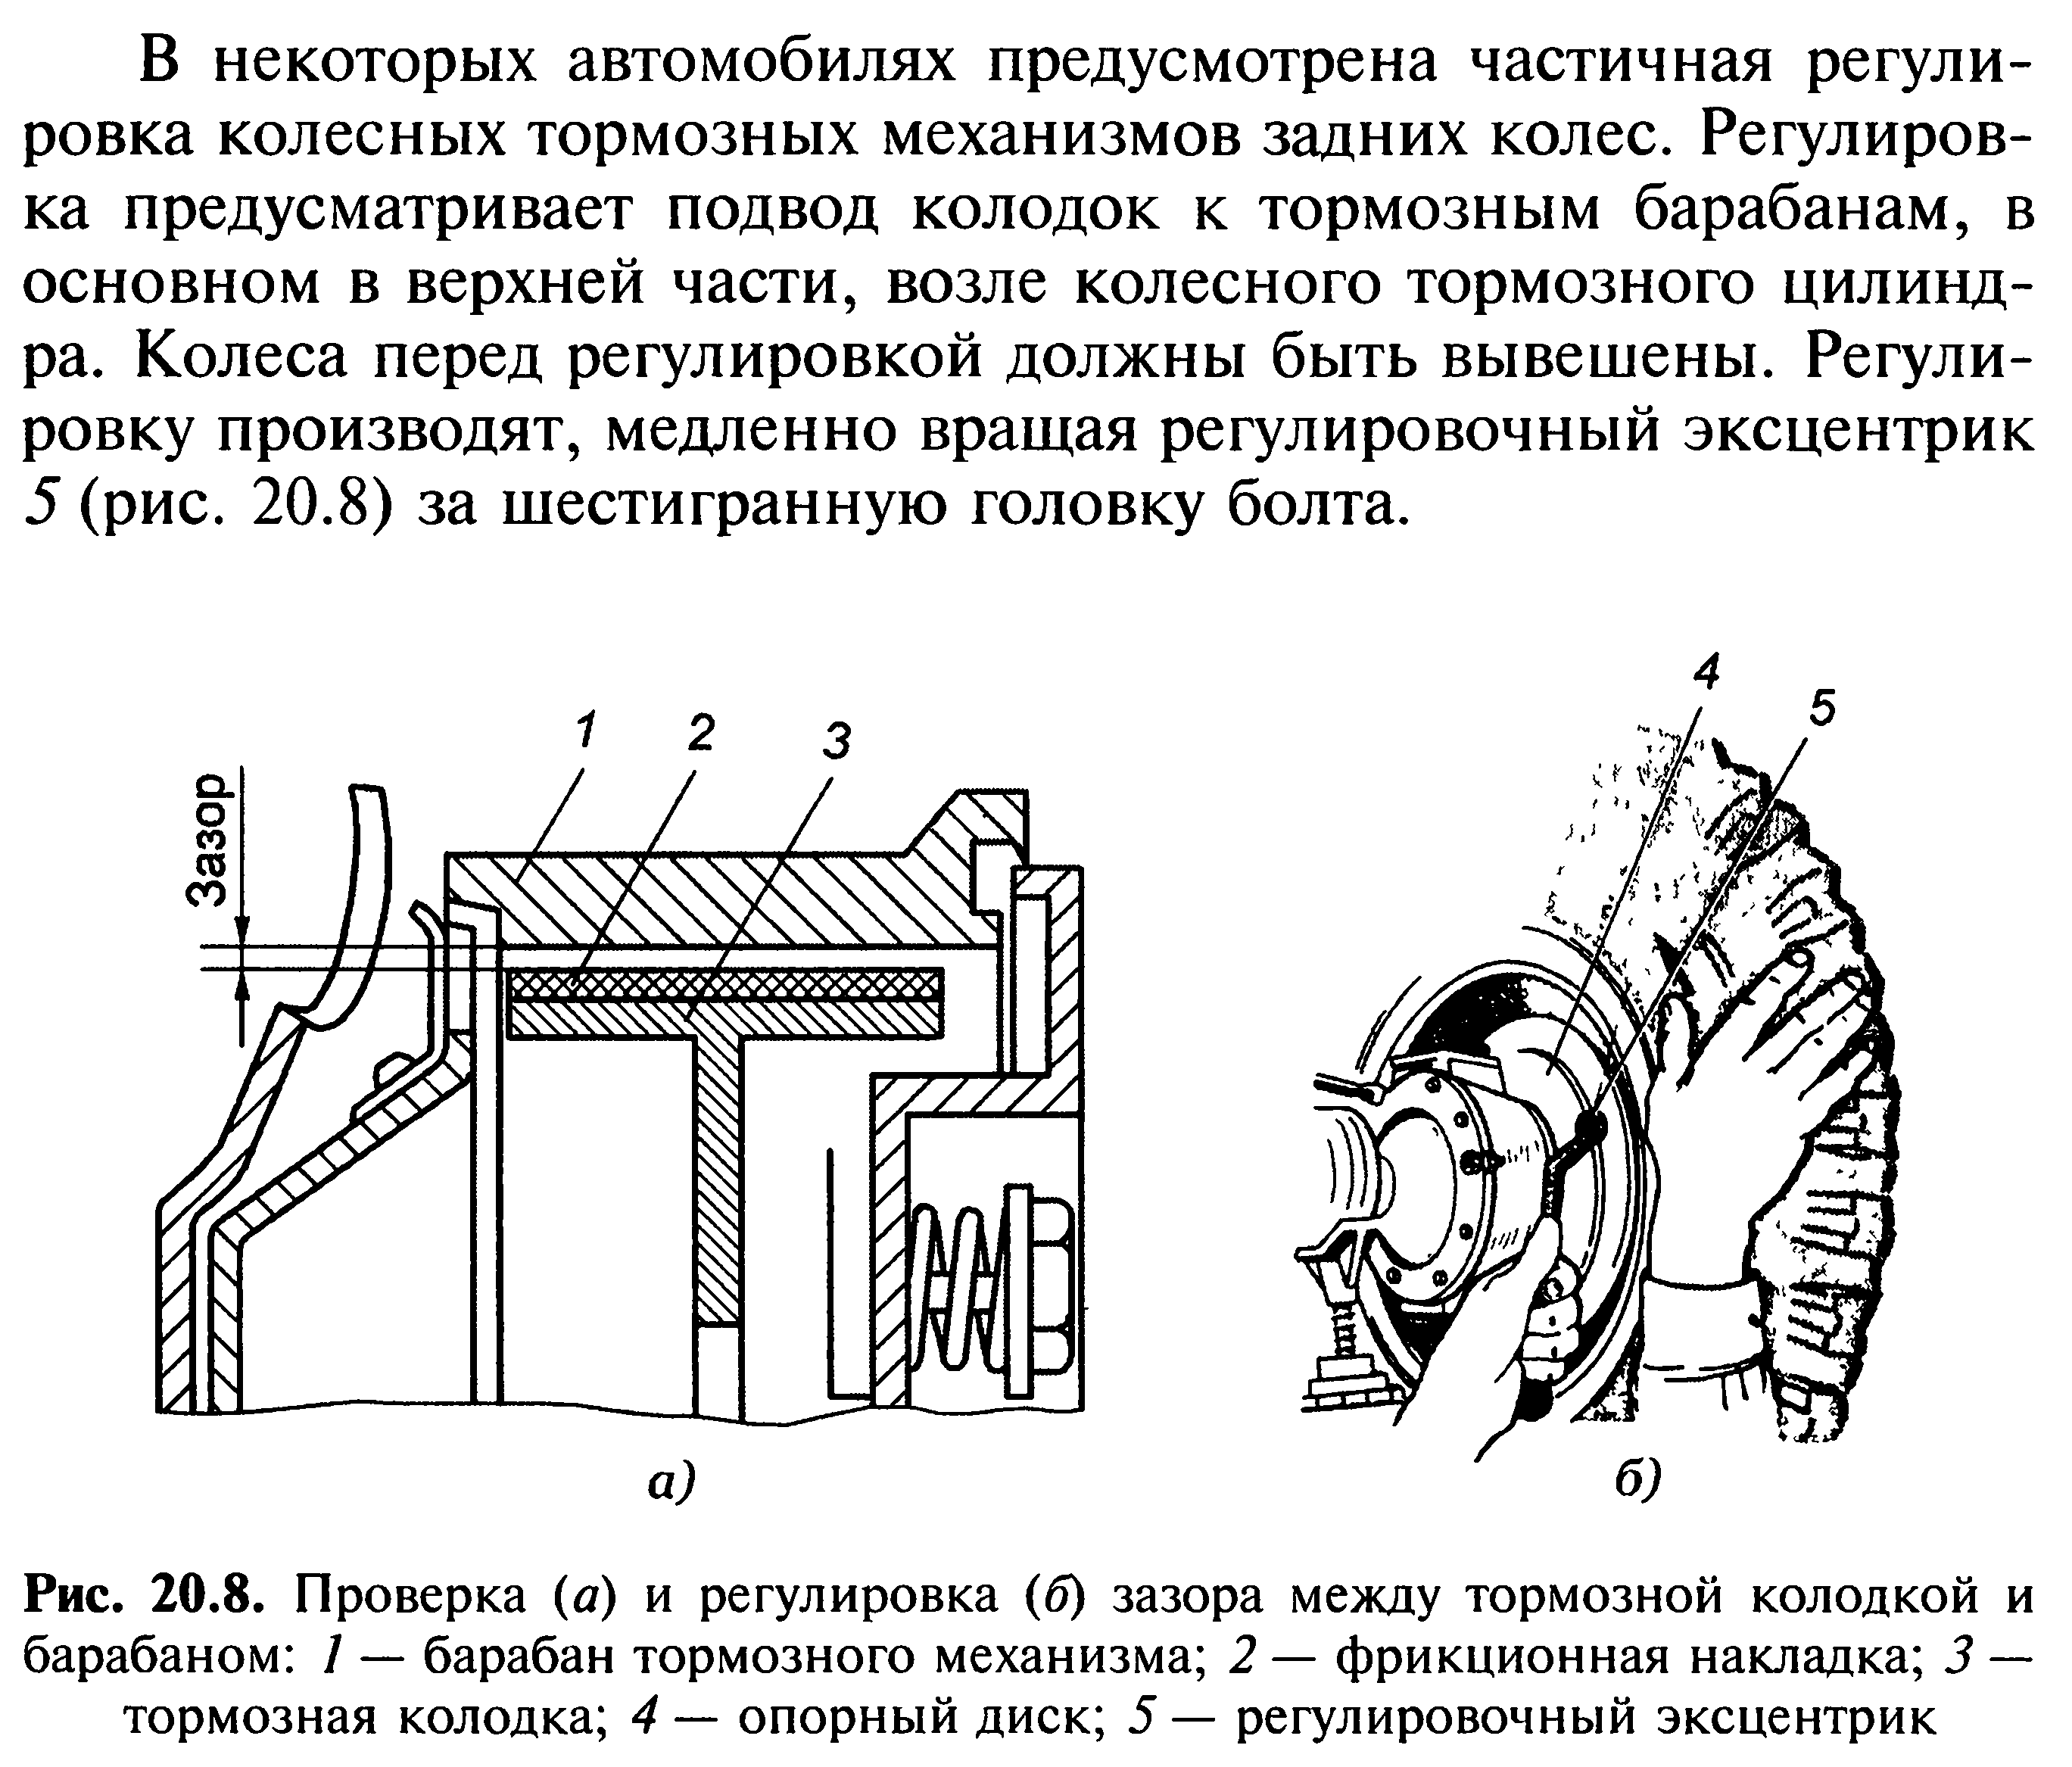 В некоторых автомобилях предусмотрена частичная регули-
ровка колесных тормозных механизмов задних колес. Регулиров-
ка предусматривает подвод колодок к тормозным барабанам, в
основном в верхней части, возле колесного тормозного цилинд-
ра. Колеса перед регулировкой должны быть вывешены. Регули-
ровку производят, медленно вращая регулировочный эксцентрик
5 (рис. 20.8) за шестигранную головку болта.
Зазор
1
2
3
4
5
а)
б)
Рис. 20.8. Проверка (а) и регулировка (б) зазора между тормозной колодкой и
барабаном: 1 — барабан тормозного механизма; 2 — фрикционная накладка; 3 —
тормозная колодка; 4 — опорный диск; 5 — регулировочный эксцентрик